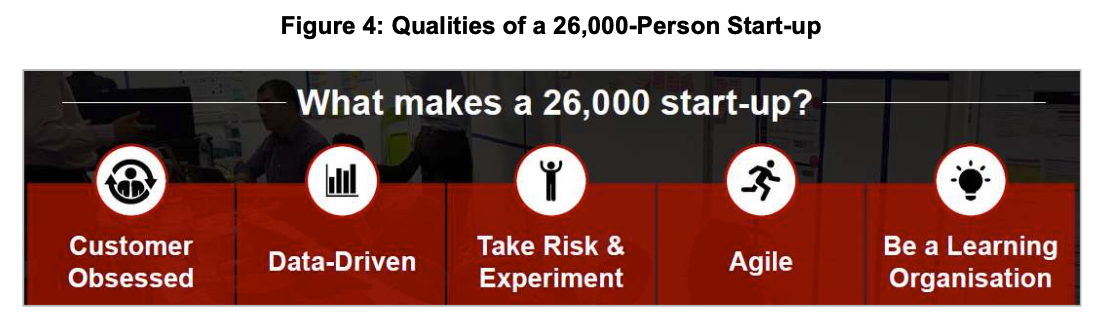 Figure 4: Qualities of a 26,000-Person Start-up
What makes a 26,000 start-up?
Customer
Obsessed
Data-Driven
Take Risk &
Experiment
Agile
Be a Learning
Organisation